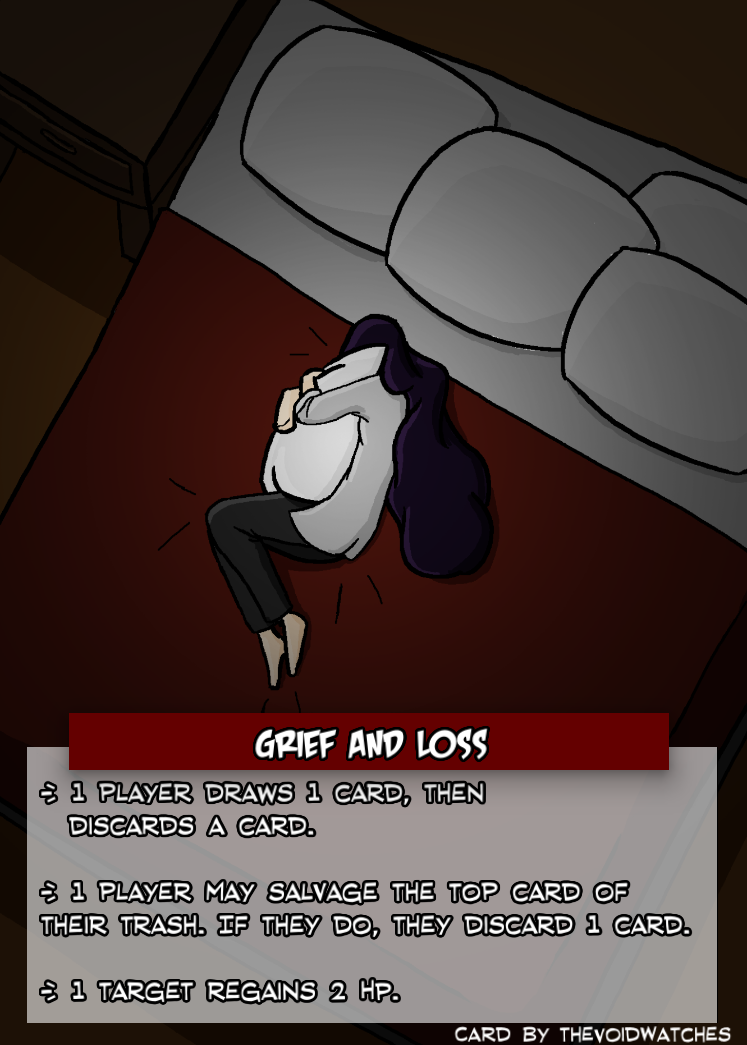 GRIEF AND LOSS
➔ 1 PLAYER DRAWS 1 CARD, THEN
DISCARDS A CARD.
➔ 1 PLAYER MAY SALVAGE THE TOP CARD OF
THEIR TRASH. IF THEY DO, THEY DISCARD 1 CARD.
➔ 1 TARGET REGAINS 2 HP.
CARD BY THEVOIDWATCHES